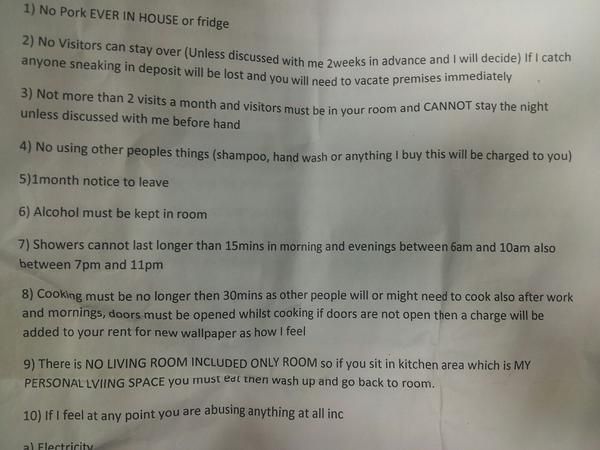 1) No Pork EVER IN HOUSE or fridge
2) No Visitors can stay over (Unless discussed with me 2weeks in advance and I will decide) If I catch
anyone sneaking in deposit will be lost and you will need to vacate premises immediately
3) Not more than 2 visits a month and visitors must be in your room and CANNOT stay the night
unless discussed with me before hand
4) No using other peoples things (shampoo, hand wash or anything I buy this will be charged to you)
5)1month notice to leave
6) Alcohol must be kept in room
7) Showers cannot last longer than 15mins in morning and evenings between 6am and 10am also
between 7pm and 11pm
8) Cooking must be no longer then 30mins as other people will or might need to cook also after work
and mornings, doors must be opened whilst cooking if doors are not open then a charge will be
added to your rent for new wallpaper as how I feel
9) There is NO LIVING ROOM INCLUDED ONLY ROOM so if you sit in kitchen area which is MY
PERSONAL LVIING SPACE you must eat then wash up and go back to room.
10) If I feel at any point you are abusing anything at all inc
a) Electricity